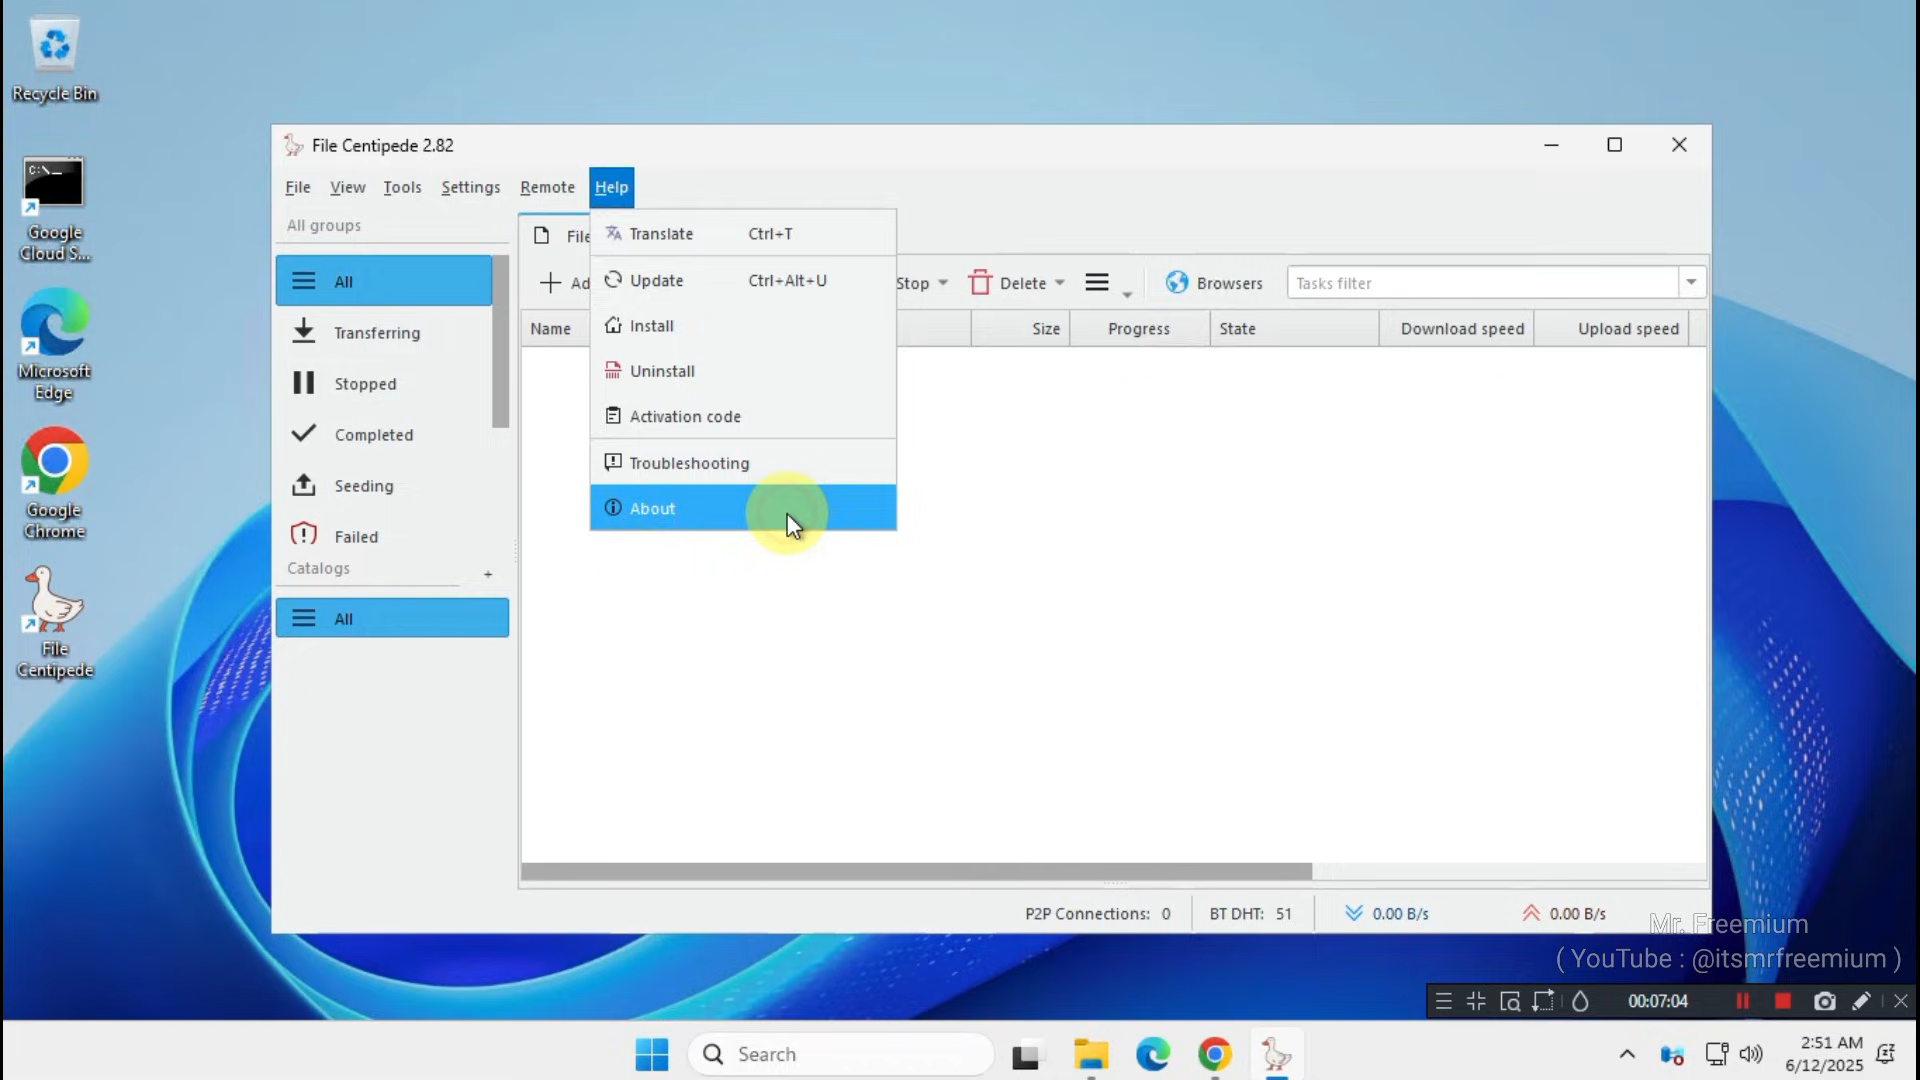 Recycle Bin
Google
Cloud S...
Microsoft
Edge
Google
Chrome
File
Centipede
File Centipede 2.82
File View Tools Settings Remote Help
All groups
All
Transferring
Stopped
Completed
Seeding
Failed
Catalogs +
All
File
Ad
Stop Delete Browsers Tasks filter
Name Size Progress State Download speed Upload speed
Translate Ctrl+T
Update Ctrl+Alt+U
Install
Uninstall
Activation code
Troubleshooting
About
P2P Connections: 0 BT DHT: 51 0.00 B/s 0.00 B/s
Mr. Freemium
( YouTube : @itsmrfreemium )
00:07:04
Search
2:51 AM
6/12/2025